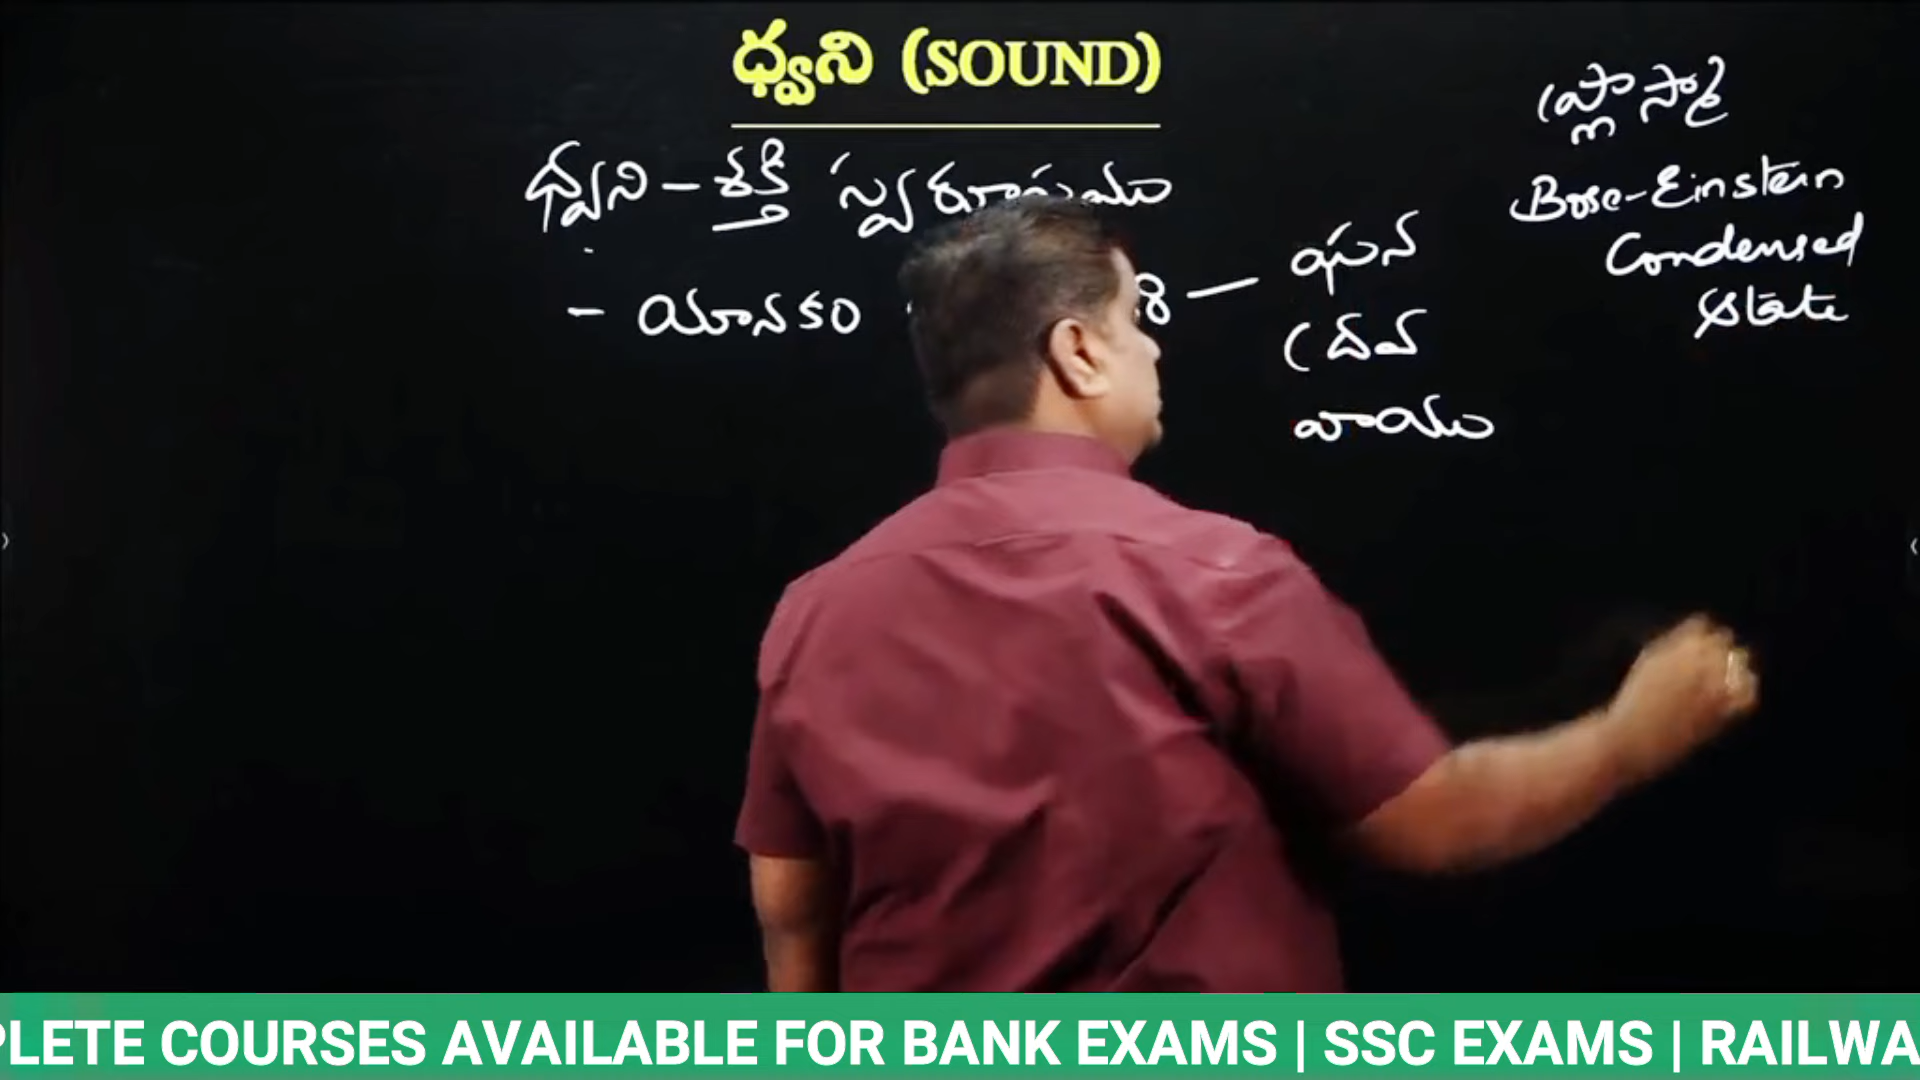 ధ్వని (SOUND)
ధ్వని - శక్తి స్వరూపము
- యానకం
- ఘన
ద్రవ
వాయు
ప్లాస్మా
Bose-Einstein
Condensed
State
PLETE COURSES AVAILABLE FOR BANK EXAMS | SSC EXAMS | RAILWA